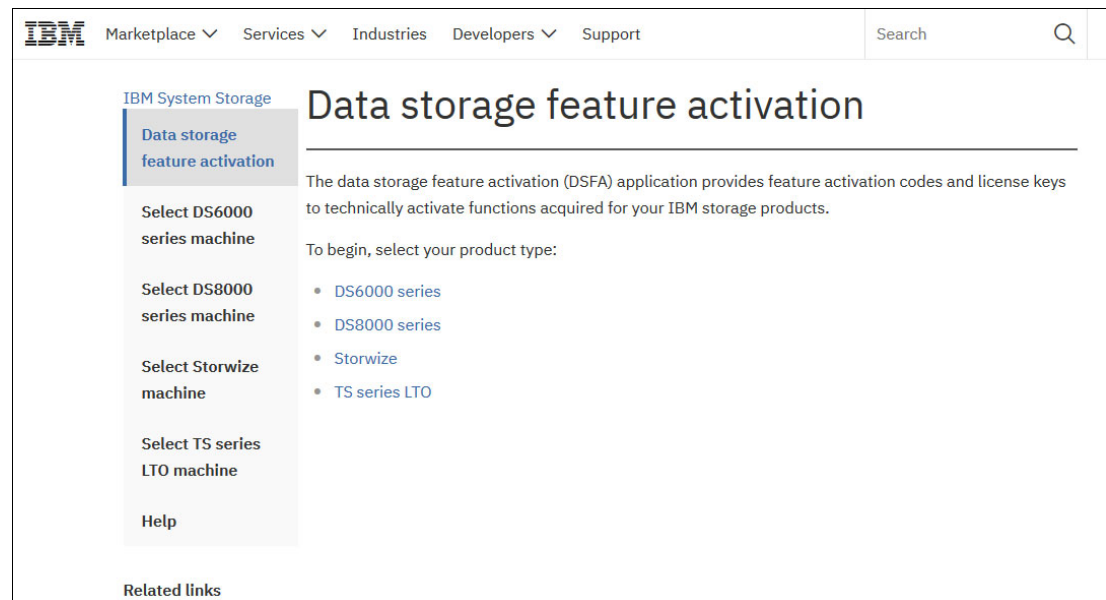 IBM Marketplace Services Industries Developers Support Search
IBM System Storage
Data storage
feature activation
Select DS6000
series machine
Select DS8000
series machine
Select Storwize
machine
Select TS series
LTO machine
Help
Related links
Data storage feature activation
The data storage feature activation (DSFA) application provides feature activation codes and license keys
to technically activate functions acquired for your IBM storage products.
To begin, select your product type:
• DS6000 series
• DS8000 series
• Storwize
• TS series LTO